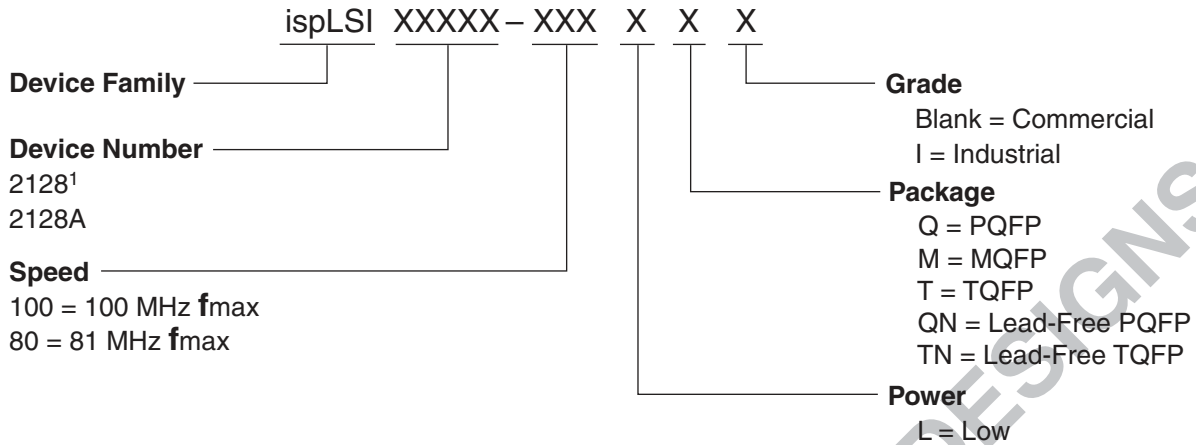 ispLSI XXXXX – XXX X X X
Device Family
Device Number
2128¹
2128A
Speed
100 = 100 MHz fmax
80 = 81 MHz fmax
Grade
Blank = Commercial
I = Industrial
Package
Q = PQFP
M = MQFP
T = TQFP
QN = Lead-Free PQFP
TN = Lead-Free TQFP
Power
L = Low
DESIGNS